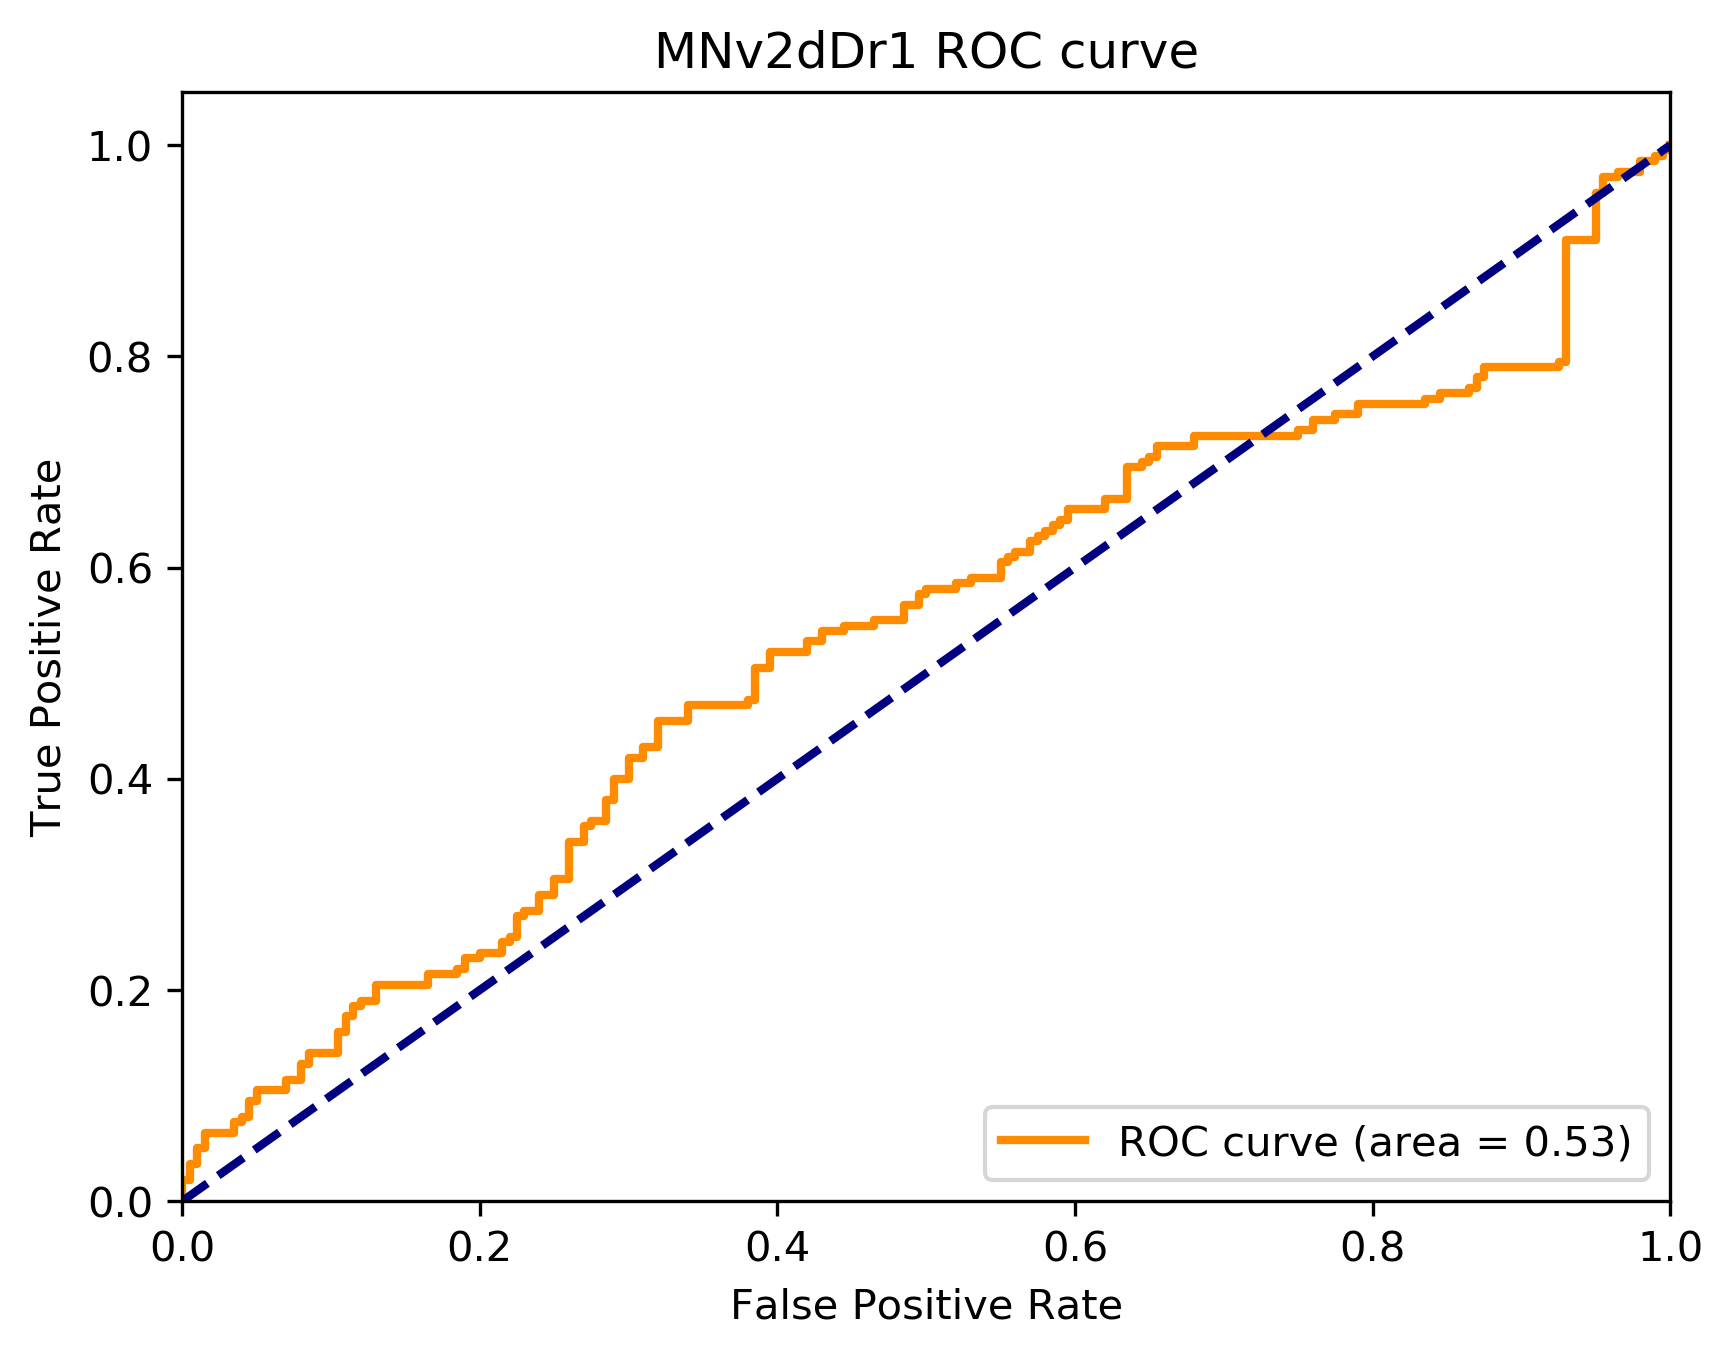 MNv2dDr1 ROC curve
1.0
0.8
0.6
0.4
0.2
0.0
True Positive Rate
ROC curve (area = 0.53)
0.0 0.2 0.4 0.6 0.8 1.0
False Positive Rate